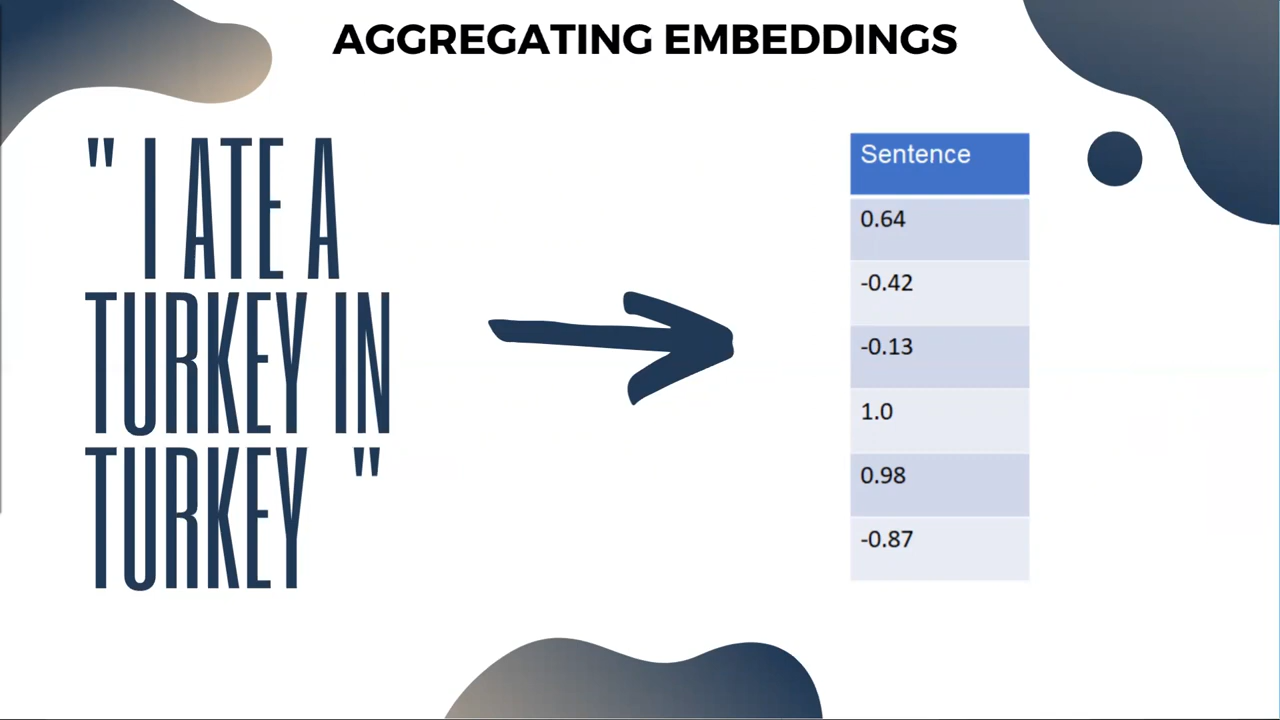 AGGREGATING EMBEDDINGS
" I ATE A
TURKEY IN
TURKEY "
Sentence
0.64
-0.42
-0.13
1.0
0.98
-0.87